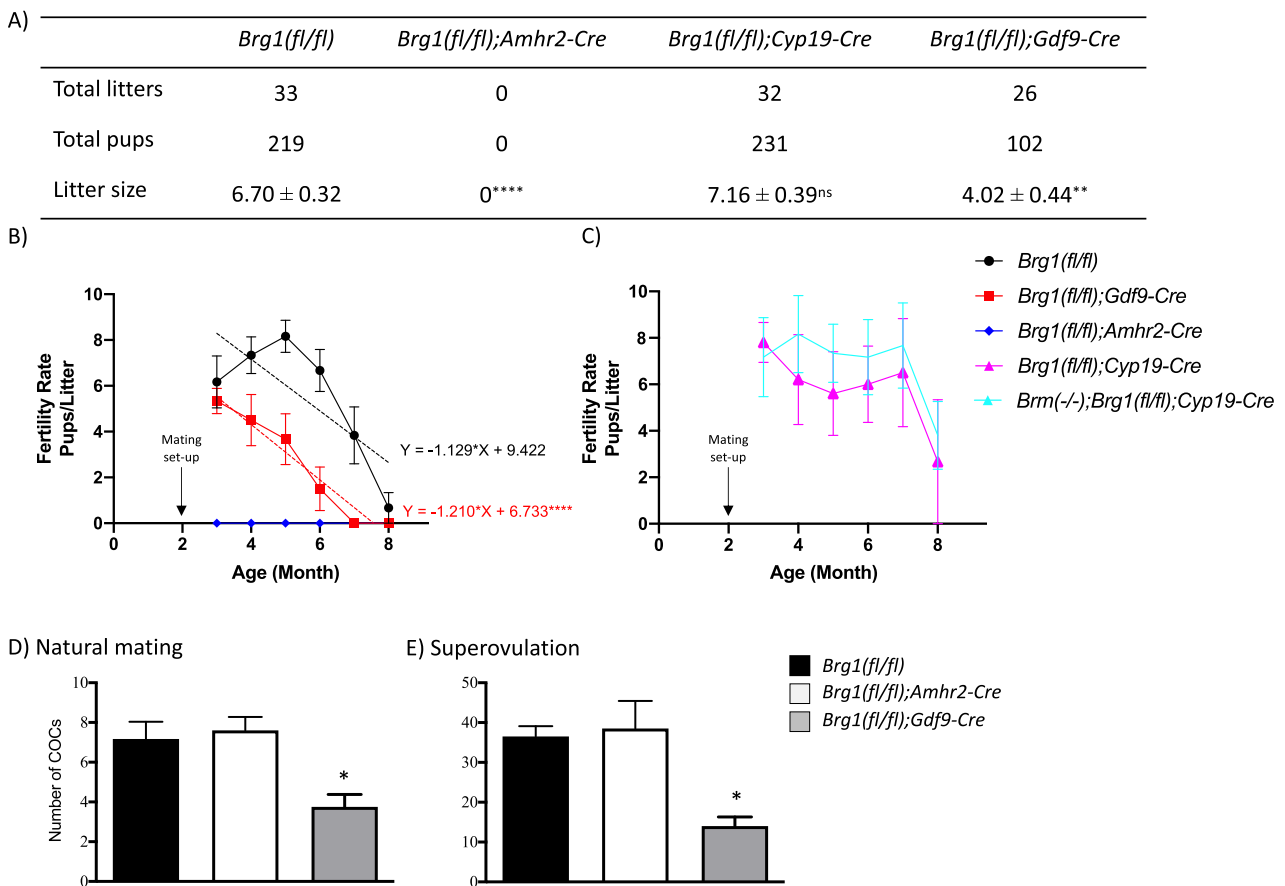 A)
Brg1(fl/fl) Brg1(fl/fl);Amhr2-Cre Brg1(fl/fl);Cyp19-Cre Brg1(fl/fl);Gdf9-Cre
Total litters 33 0 32 26
Total pups 219 0 231 102
Litter size 6.70 ± 0.32 0**** 7.16 ± 0.39ns 4.02 ± 0.44**
B)
Fertility Rate
Pups/Litter
10
8
6
4
2
0
Mating
set-up
Y = -1.129*X + 9.422
Y = -1.210*X + 6.733****
0 2 4 6 8
Age (Month)
C)
Fertility Rate
Pups/Litter
10
8
6
4
2
0
Mating
set-up
0 2 4 6 8
Age (Month)
Brg1(fl/fl)
Brg1(fl/fl);Gdf9-Cre
Brg1(fl/fl);Amhr2-Cre
Brg1(fl/fl);Cyp19-Cre
Brm(-/-);Brg1(fl/fl);Cyp19-Cre
D) Natural mating
Number of COCs
10
8
6
4
2
0
*
E) Superovulation
50
40
30
20
10
0
*
Brg1(fl/fl)
Brg1(fl/fl);Amhr2-Cre
Brg1(fl/fl);Gdf9-Cre